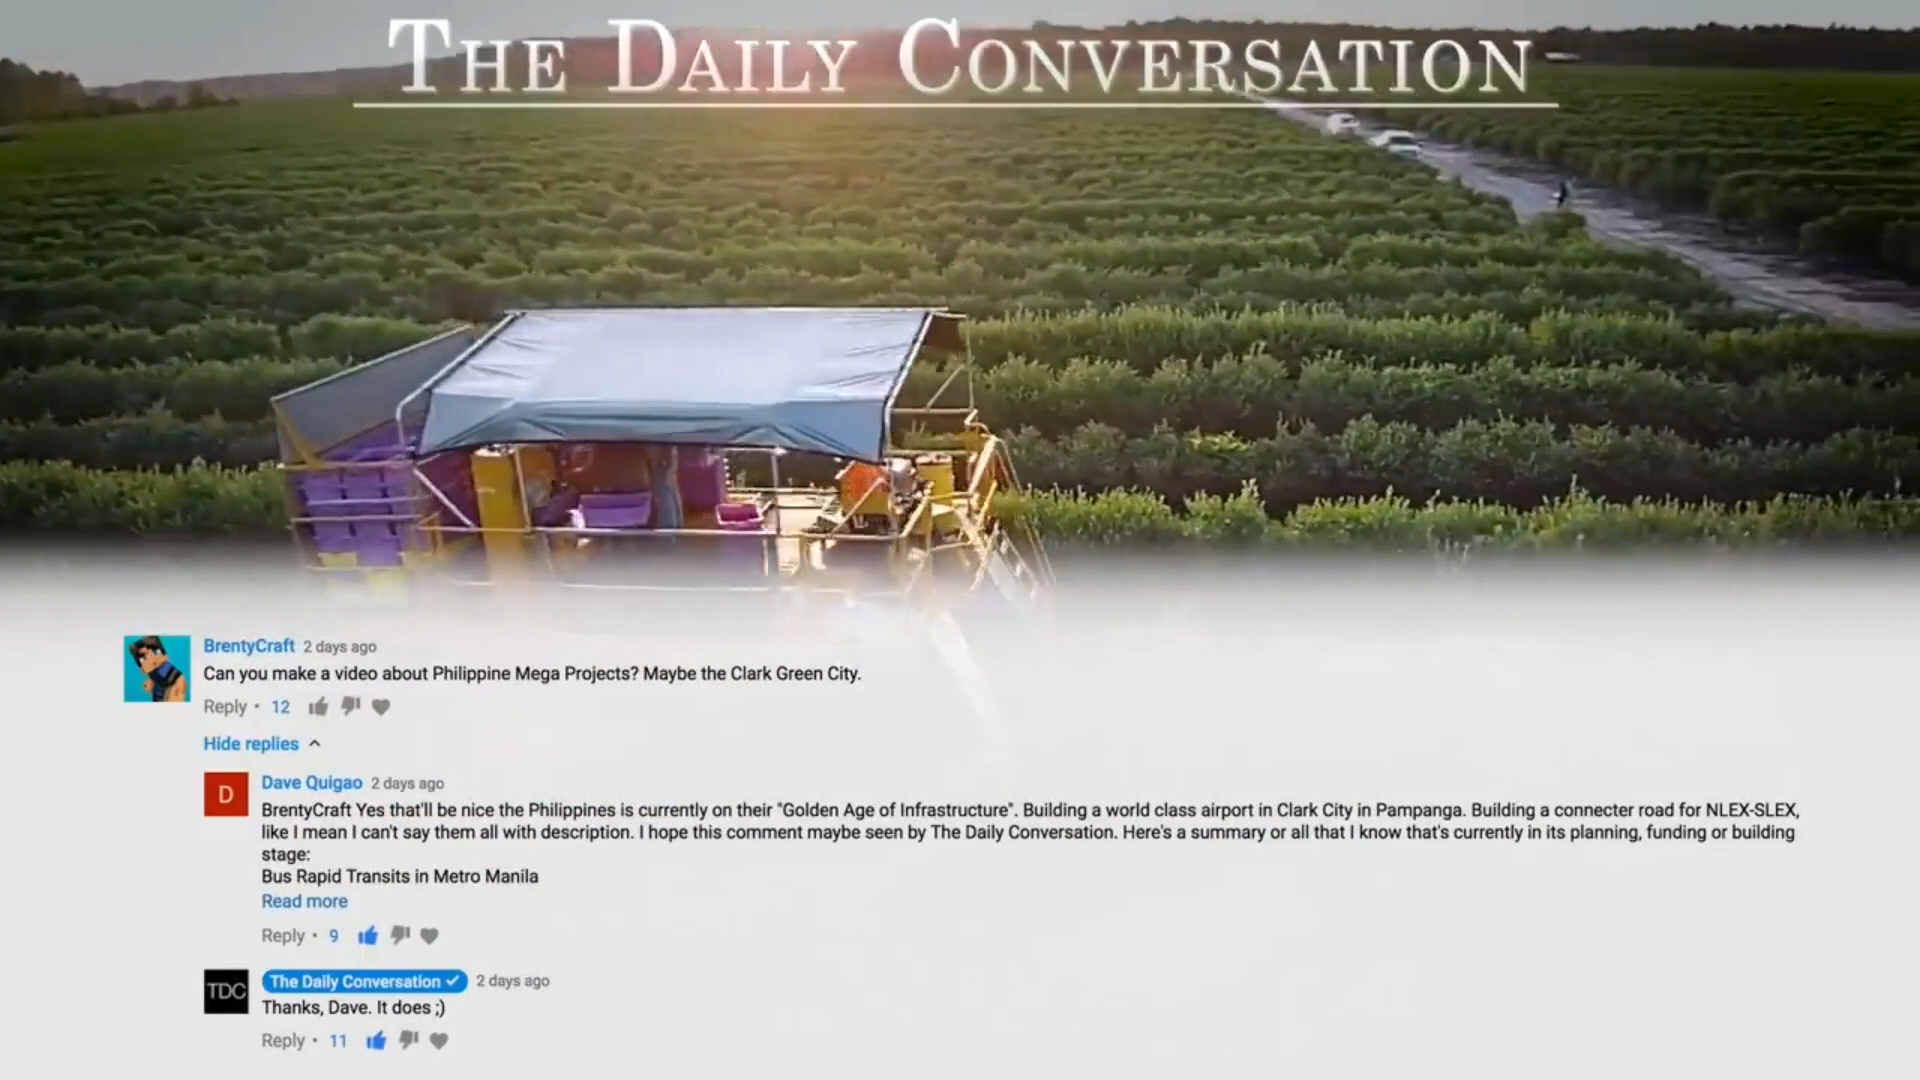 THE DAILY CONVERSATION
BrentyCraft 2 days ago
Can you make a video about Philippine Mega Projects? Maybe the Clark Green City.
Reply • 12
Hide replies
D
Dave Quigao 2 days ago
BrentyCraft Yes that'll be nice the Philippines is currently on their "Golden Age of Infrastructure". Building a world class airport in Clark City in Pampanga. Building a connecter road for NLEX-SLEX,
like I mean I can't say them all with description. I hope this comment maybe seen by The Daily Conversation. Here's a summary or all that I know that's currently in its planning, funding or building
stage:
Bus Rapid Transits in Metro Manila
Read more
Reply • 9
TDC
The Daily Conversation 2 days ago
Thanks, Dave. It does ;)
Reply • 11